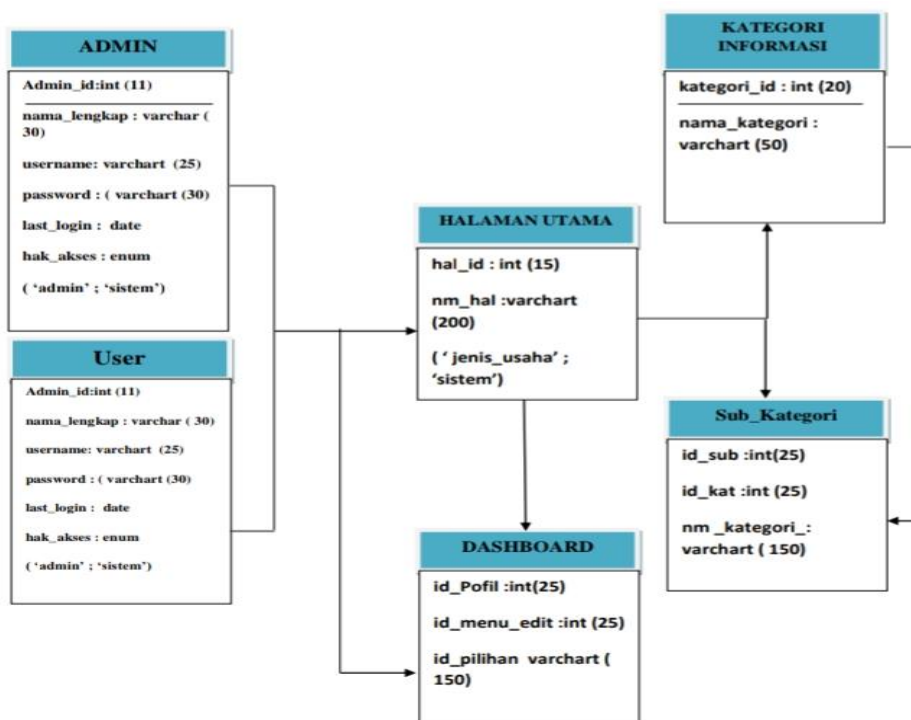 ADMIN
Admin_id:int (11)
nama_lengkap : varchar (
30)
username: varchart (25)
password : ( varchart (30)
last_login : date
hak_akses : enum
( ‘admin’ ; ‘sistem’)
User
Admin_id:int (11)
nama_lengkap : varchar ( 30)
username: varchart (25)
password : ( varchart (30)
last_login : date
hak_akses : enum
( ‘admin’ ; ‘sistem’)
HALAMAN UTAMA
hal_id : int (15)
nm_hal :varchart
(200)
( ‘ jenis_usaha’ ;
‘sistem’)
DASHBOARD
id_Pofil :int(25)
id_menu_edit :int (25)
id_pilihan varchart (
150)
KATEGORI
INFORMASI
kategori_id : int (20)
nama_kategori :
varchart (50)
Sub_Kategori
id_sub :int(25)
id_kat :int (25)
nm _kategori_:
varchart ( 150)